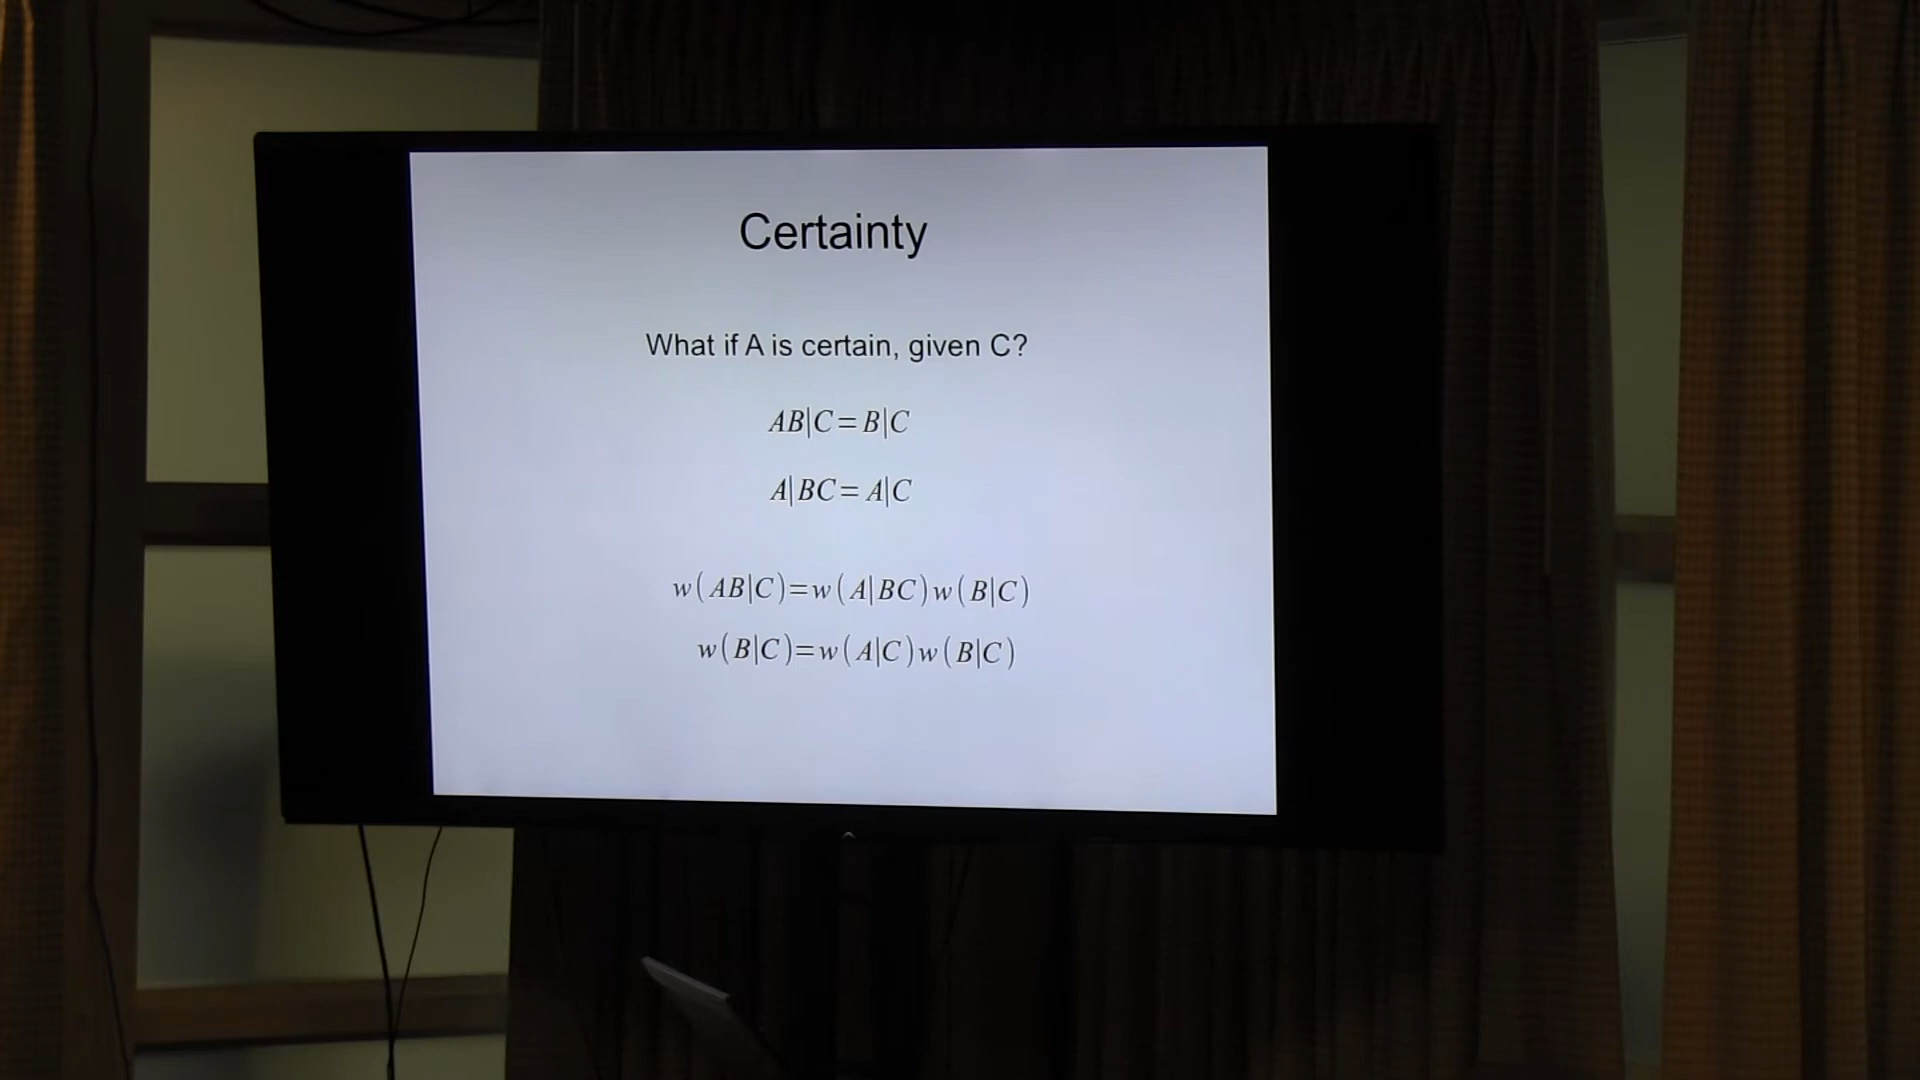 Certainty
What if A is certain, given C?
AB|C=B|C
A|BC=A|C
w(AB|C)=w(A|BC)w(B|C)
w(B|C)=w(A|C)w(B|C)